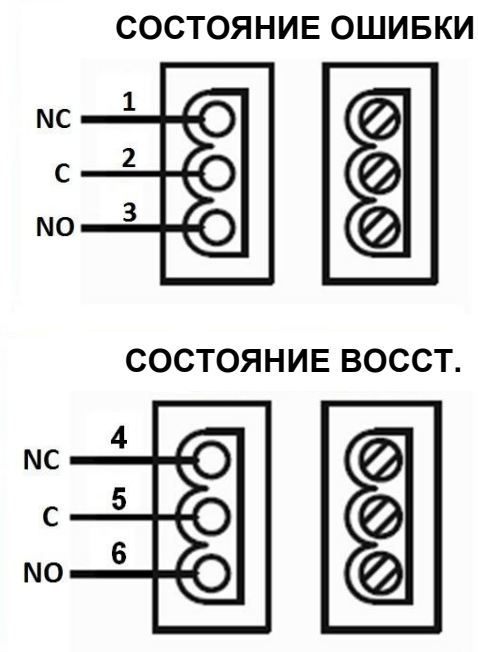 СОСТОЯНИЕ ОШИБКИ
NC 1
C 2
NO 3
СОСТОЯНИЕ ВОССТ.
NC 4
C 5
NO 6